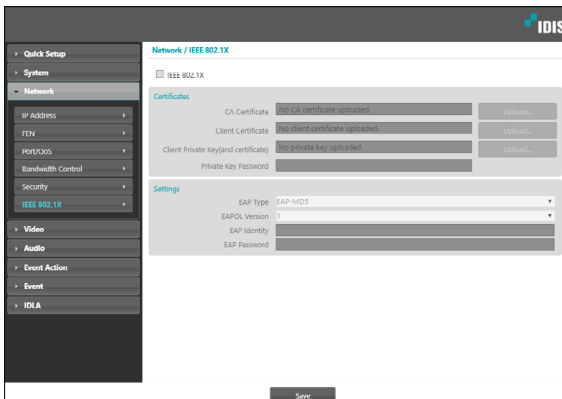 IDIS
Quick Setup
System
Network
IP Address
FEN
Port/QoS
Bandwidth Control
Security
IEEE 802.1X
Video
Audio
Event Action
Event
IDLA
Network / IEEE 802.1X
IEEE 802.1X
Certificates
CA Certificate No CA certificate uploaded. Upload...
Client Certificate No client certificate uploaded. Upload...
Client Private Key(and certificate) No private key uploaded. Upload...
Private Key Password
Settings
EAP Type EAP-MD5
EAPOL Version 1
EAP Identity
EAP Password
Save